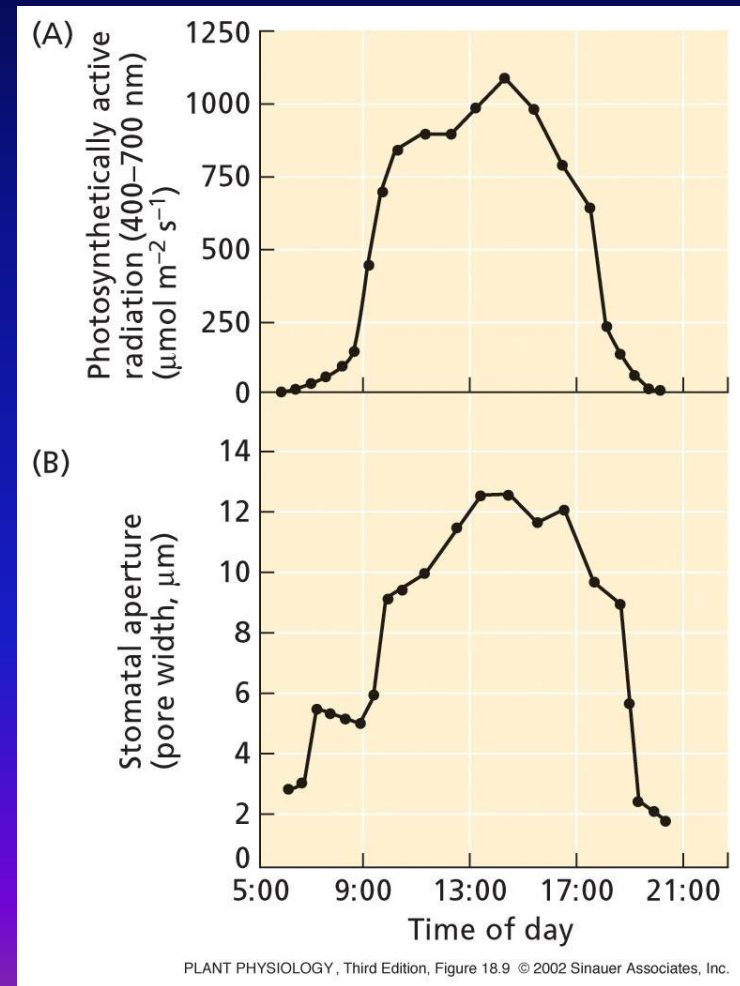 (A)
Photosynthetically active
radiation (400–700 nm)
(μmol m⁻² s⁻¹)
1250
1000
750
500
250
0
(B)
Stomatal aperture
(pore width, μm)
14
12
10
8
6
4
2
0
5:00 9:00 13:00 17:00 21:00
Time of day
PLANT PHYSIOLOGY, Third Edition, Figure 18.9 © 2002 Sinauer Associates, Inc.